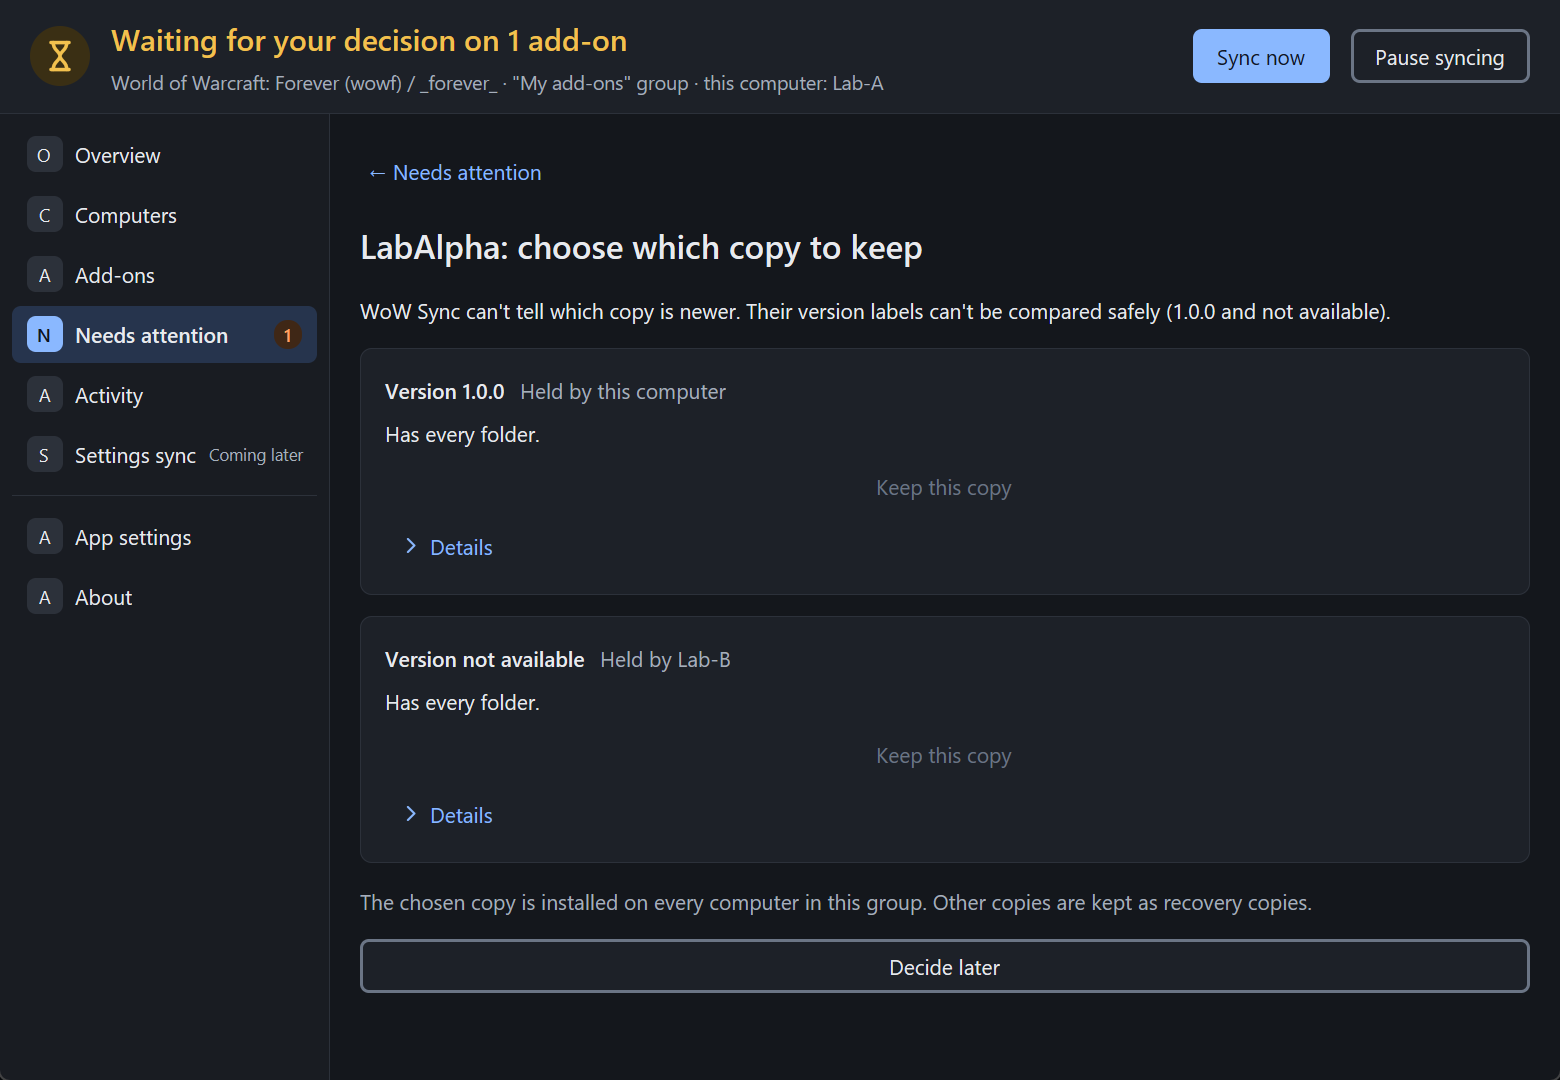 Waiting for your decision on 1 add-on
World of Warcraft: Forever (wowf) / _forever_ · "My add-ons" group · this computer: Lab-A
Sync now
Pause syncing
O Overview
C Computers
A Add-ons
N Needs attention 1
A Activity
S Settings sync Coming later
A App settings
A About
← Needs attention
LabAlpha: choose which copy to keep
WoW Sync can't tell which copy is newer. Their version labels can't be compared safely (1.0.0 and not available).
Version 1.0.0 Held by this computer
Has every folder.
Keep this copy
Details
Version not available Held by Lab-B
Has every folder.
Keep this copy
Details
The chosen copy is installed on every computer in this group. Other copies are kept as recovery copies.
Decide later